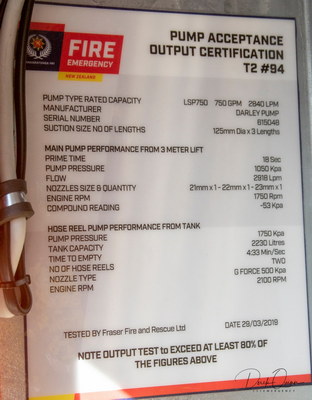 FIRE
EMERGENCY
NEW ZEALAND
PUMP ACCEPTANCE
OUTPUT CERTIFICATION
T2 #94
PUMP TYPE RATED CAPACITY LSP750 750 GPM 2840 LPM
MANUFACTURER DARLEY PUMP
SERIAL NUMBER 615048
SUCTION SIZE NO OF LENGTHS 125mm Dia x 3 Lengths
MAIN PUMP PERFORMANCE FROM 3 METER LIFT
PRIME TIME 18 Sec
PUMP PRESSURE 1050 Kpa
FLOW 2918 Lpm
NOZZLES SIZE & QUANTITY 21mm x 1 - 22mm x 1 - 23mm x 1
ENGINE RPM 1750 Rpm
COMPOUND READING -53 Kpa
HOSE REEL PUMP PERFORMANCE FROM TANK
PUMP PRESSURE 1750 Kpa
TANK CAPACITY 2230 Litres
TIME TO EMPTY 4:33 Min/Sec
NO OF HOSE REELS TWO
NOZZLE TYPE G FORCE 500 Kpa
ENGINE RPM 2100 RPM
TESTED BY Fraser Fire and Rescue Ltd DATE 29/03/2019
NOTE OUTPUT TEST to EXCEED AT LEAST 80% OF
THE FIGURES ABOVE